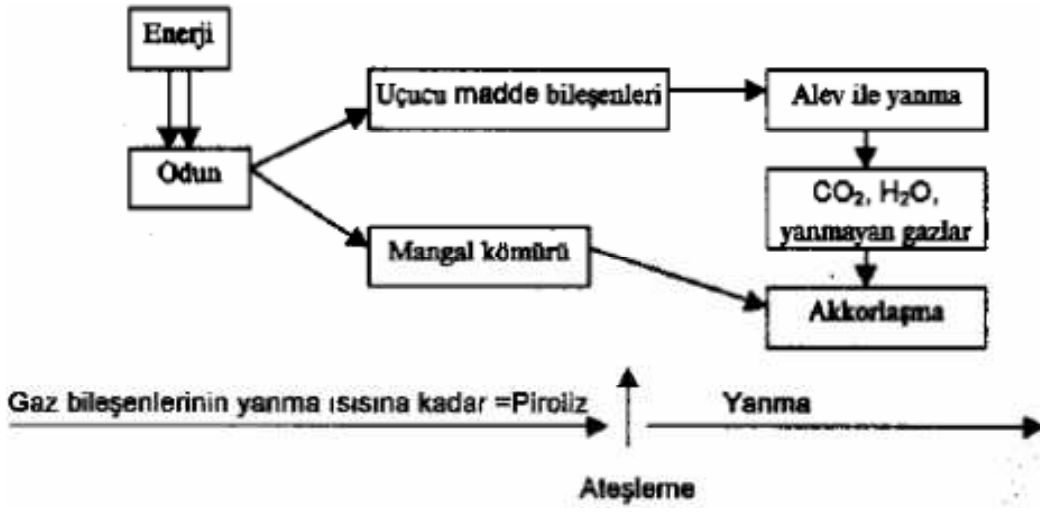 Enerji
Uçucu madde bileşenleri
Alev ile yanma
Odun
CO₂, H₂O,
yanmayan gazlar
Mangal kömürü
Akkorlaşma
Gaz bileşenlerinin yanma ısısına kadar =Piroliz
Yanma
Ateşleme